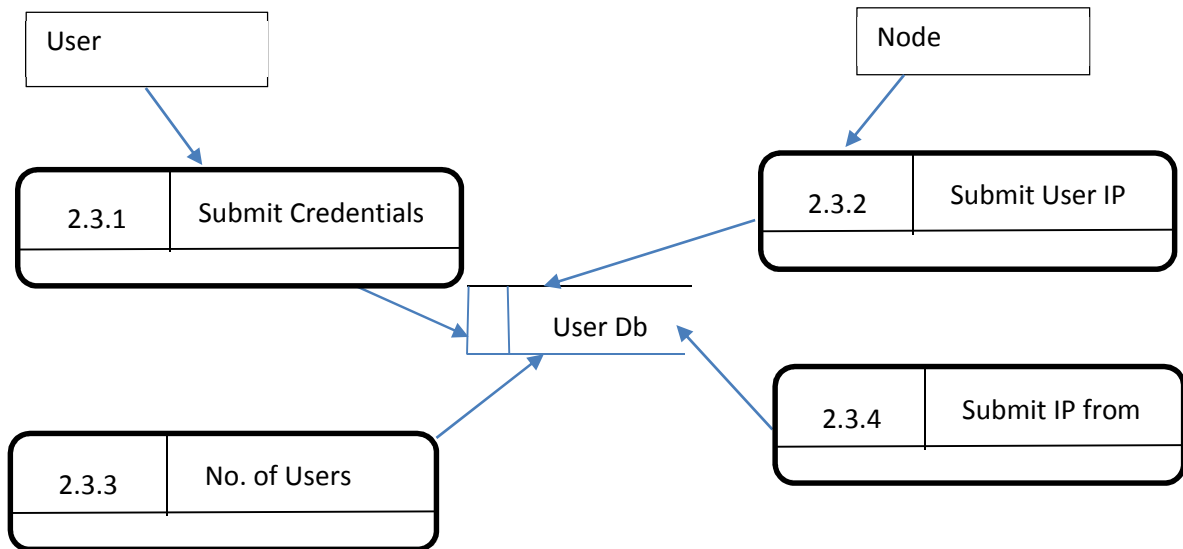 User
Node
2.3.1
Submit Credentials
2.3.2
Submit User IP
User Db
2.3.3
No. of Users
2.3.4
Submit IP from